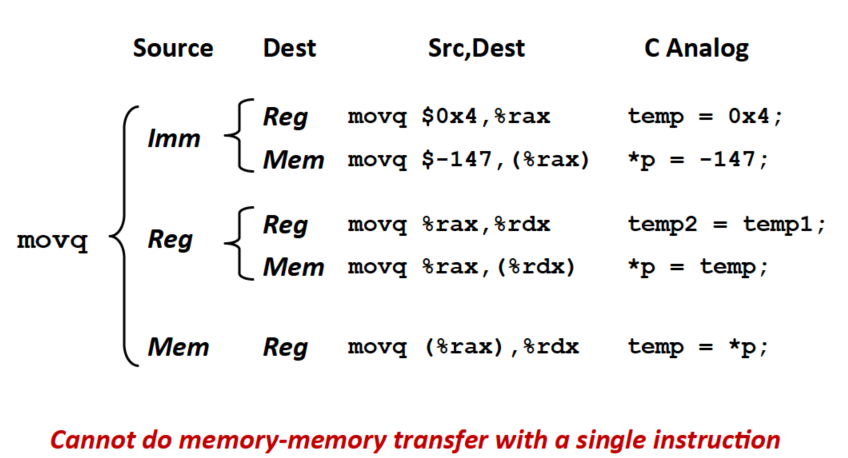 Source Dest Src,Dest C Analog
Reg movq $0x4,%rax temp = 0x4;
Imm
Mem movq $-147,(%rax) *p = -147;
Reg movq %rax,%rdx temp2 = temp1;
movq Reg
Mem movq %rax,(%rdx) *p = temp;
Mem Reg movq (%rax),%rdx temp = *p;
Cannot do memory-memory transfer with a single instruction